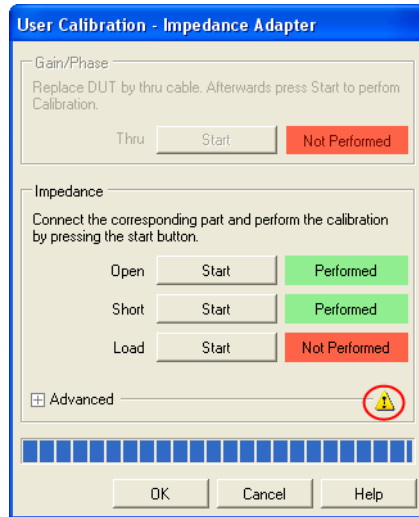 User Calibration - Impedance Adapter
Gain/Phase
Replace DUT by thru cable. Afterwards press Start to perfom
Calibration.
Thru Start Not Performed
Impedance
Connect the corresponding part and perform the calibration
by pressing the start button.
Open Start Performed
Short Start Performed
Load Start Not Performed
Advanced
OK Cancel Help